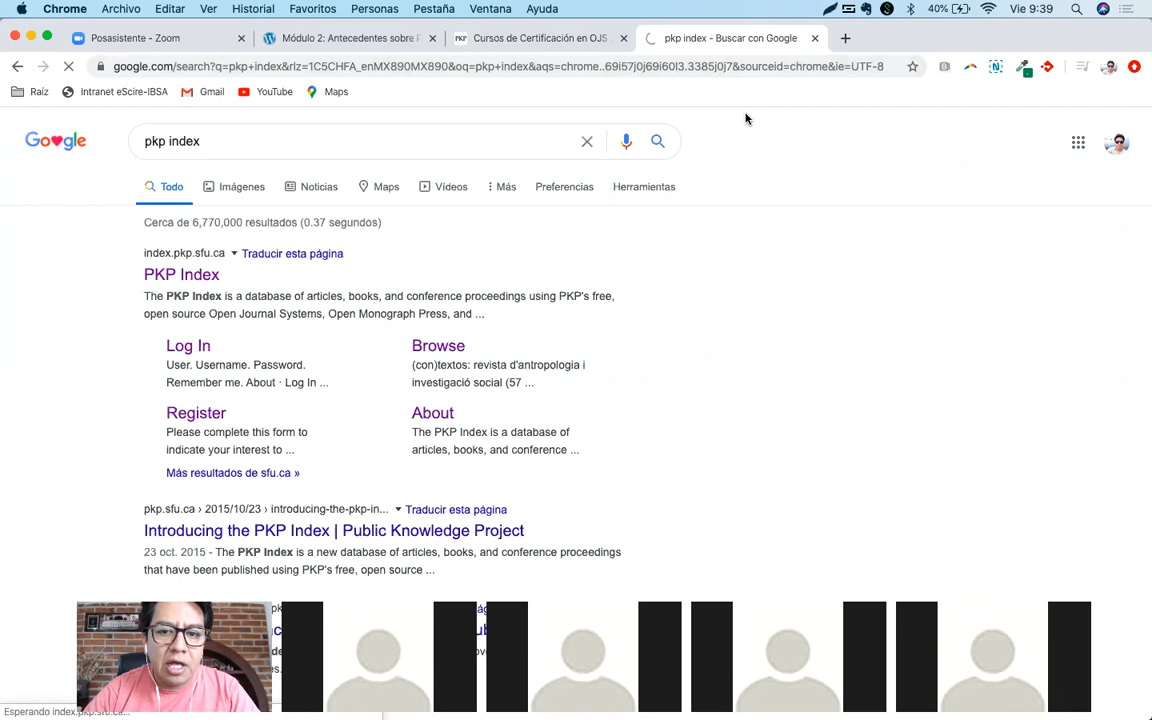 Chrome Archivo Editar Ver Historial Favoritos Personas Pestaña Ventana Ayuda 40% Vie 9:39
Posasistente - Zoom
Módulo 2: Antecedentes sobre
Cursos de Certificación en OJS
pkp index - Buscar con Google
google.com/search?q=pkp+index&rlz=1C5CHFA_enMX890MX890&oq=pkp+index&aqs=chrome..69i57j0j69i60l3.3385j0j7&sourceid=chrome&ie=UTF-8
Raíz Intranet eScire-IBSA Gmail YouTube Maps
pkp index
Todo Imágenes Noticias Maps Vídeos Más Preferencias Herramientas
Cerca de 6,770,000 resultados (0.37 segundos)
index.pkp.sfu.ca Traducir esta página
PKP Index
The PKP Index is a database of articles, books, and conference proceedings using PKP's free,
open source Open Journal Systems, Open Monograph Press, and ...
Log In
User. Username. Password.
Remember me. About · Log In ...
Browse
(con)textos: revista d'antropologia i
investigació social (57 ...
Register
Please complete this form to
indicate your interest to ...
About
The PKP Index is a database of
articles, books, and conference ...
Más resultados de sfu.ca »
pkp.sfu.ca › 2015/10/23 › introducing-the-pkp-in... Traducir esta página
Introducing the PKP Index | Public Knowledge Project
23 oct. 2015 - The PKP Index is a new database of articles, books, and conference proceedings
that have been published using PKP's free, open source ...
Esperando index.pkp.sfu.ca...